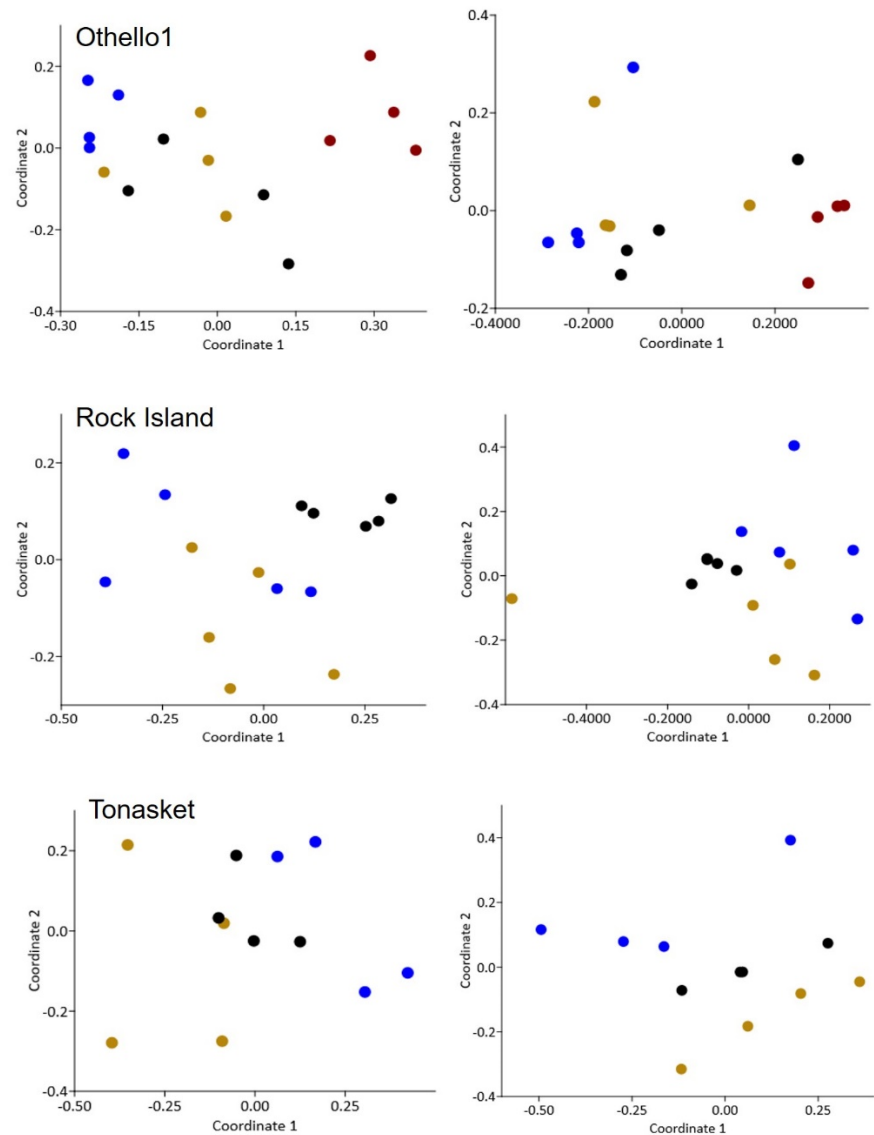 Othello1
0.2
0.0
-0.2
-0.4
Coordinate 2
-0.30 -0.15 0.00 0.15 0.30
Coordinate 1
0.4
0.2
0.0
-0.2
Coordinate 2
-0.4000 -0.2000 0.0000 0.2000
Coordinate 1
Rock Island
0.2
0.0
-0.2
Coordinate 2
-0.50 -0.25 0.00 0.25
Coordinate 1
0.4
0.2
0.0
-0.2
-0.4
Coordinate 2
-0.4000 -0.2000 0.0000 0.2000
Coordinate 1
Tonasket
0.2
0.0
-0.2
-0.4
Coordinate 2
-0.50 -0.25 0.00 0.25
Coordinate 1
0.4
0.2
0.0
-0.2
-0.4
Coordinate 2
-0.50 -0.25 0.00 0.25
Coordinate 1